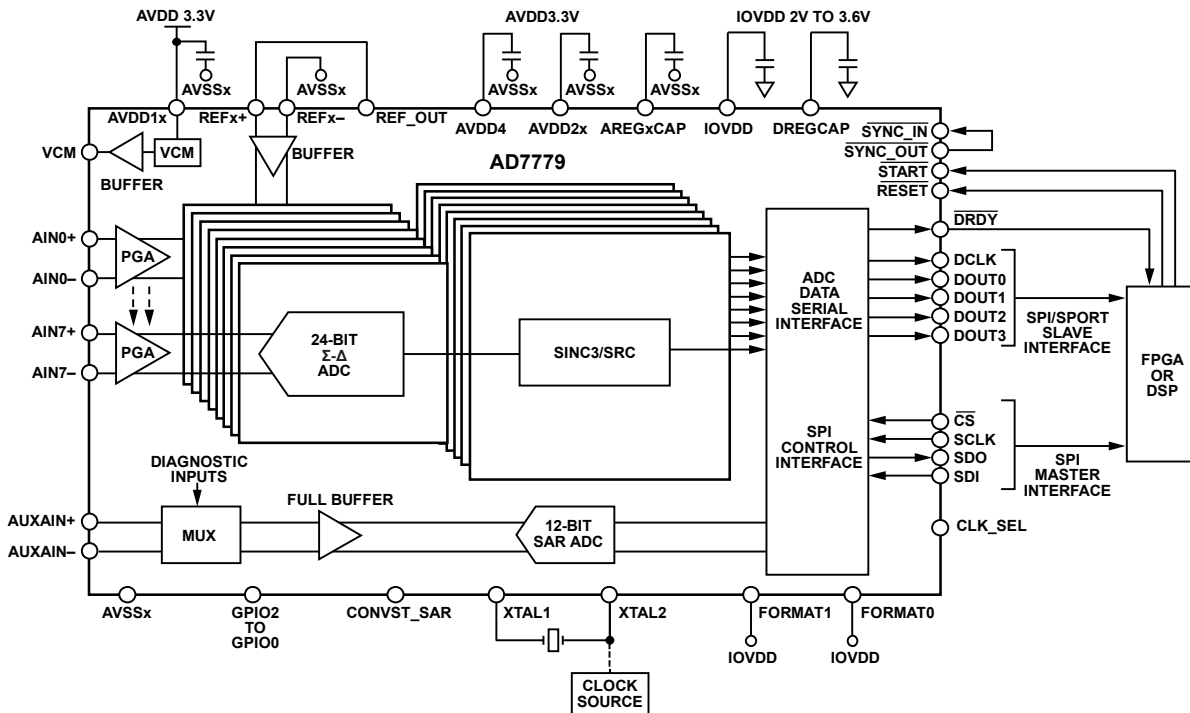 AVDD 3.3V
AVDD3.3V
IOVDD 2V TO 3.6V
AVSSx
AVSSx
AVSSx
AVSSx
AVSSx
AVDD1x
REFx+
REFx–
REF_OUT
AVDD4
AVDD2x
AREGxCAP
IOVDD
DREGCAP
VCM
VCM
BUFFER
BUFFER
AD7779
SYNC_IN
SYNC_OUT
START
RESET
DRDY
DCLK
DOUT0
DOUT1
DOUT2
DOUT3
AIN0+
AIN0–
PGA
AIN7+
AIN7–
PGA
24-BIT
Σ-Δ
ADC
SINC3/SRC
ADC
DATA
SERIAL
INTERFACE
SPI
CONTROL
INTERFACE
SPI/SPORT
SLAVE
INTERFACE
FPGA
OR
DSP
CS
SCLK
SDO
SDI
SPI
MASTER
INTERFACE
CLK_SEL
DIAGNOSTIC
INPUTS
FULL BUFFER
AUXAIN+
AUXAIN–
MUX
12-BIT
SAR ADC
AVSSx
GPIO2
TO
GPIO0
CONVST_SAR
XTAL1
XTAL2
FORMAT1
FORMAT0
IOVDD
IOVDD
CLOCK
SOURCE